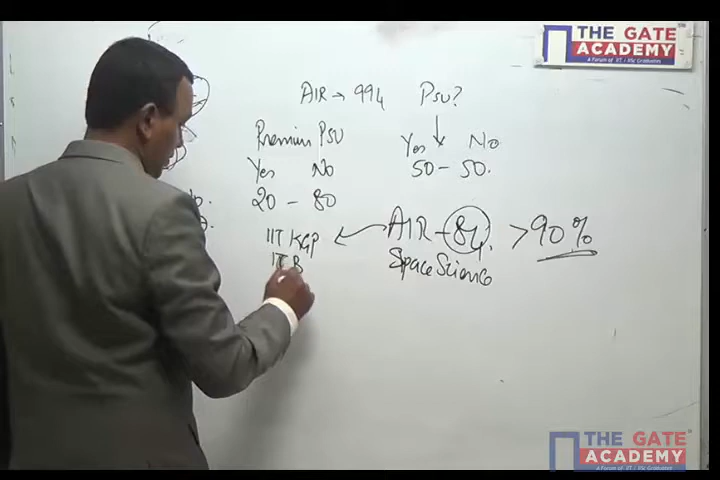 THE GATE
ACADEMY
A Forum of IIT / IISc Graduates
AIR → 994 PSU?
Premium PSU
Yes No
Yes No
50 - 50.
20 - 80
AIR - 84. > 90%
IIT KGP
Space Science
IIT B
THE GATE
ACADEMY
A Forum of IIT / IISc Graduates